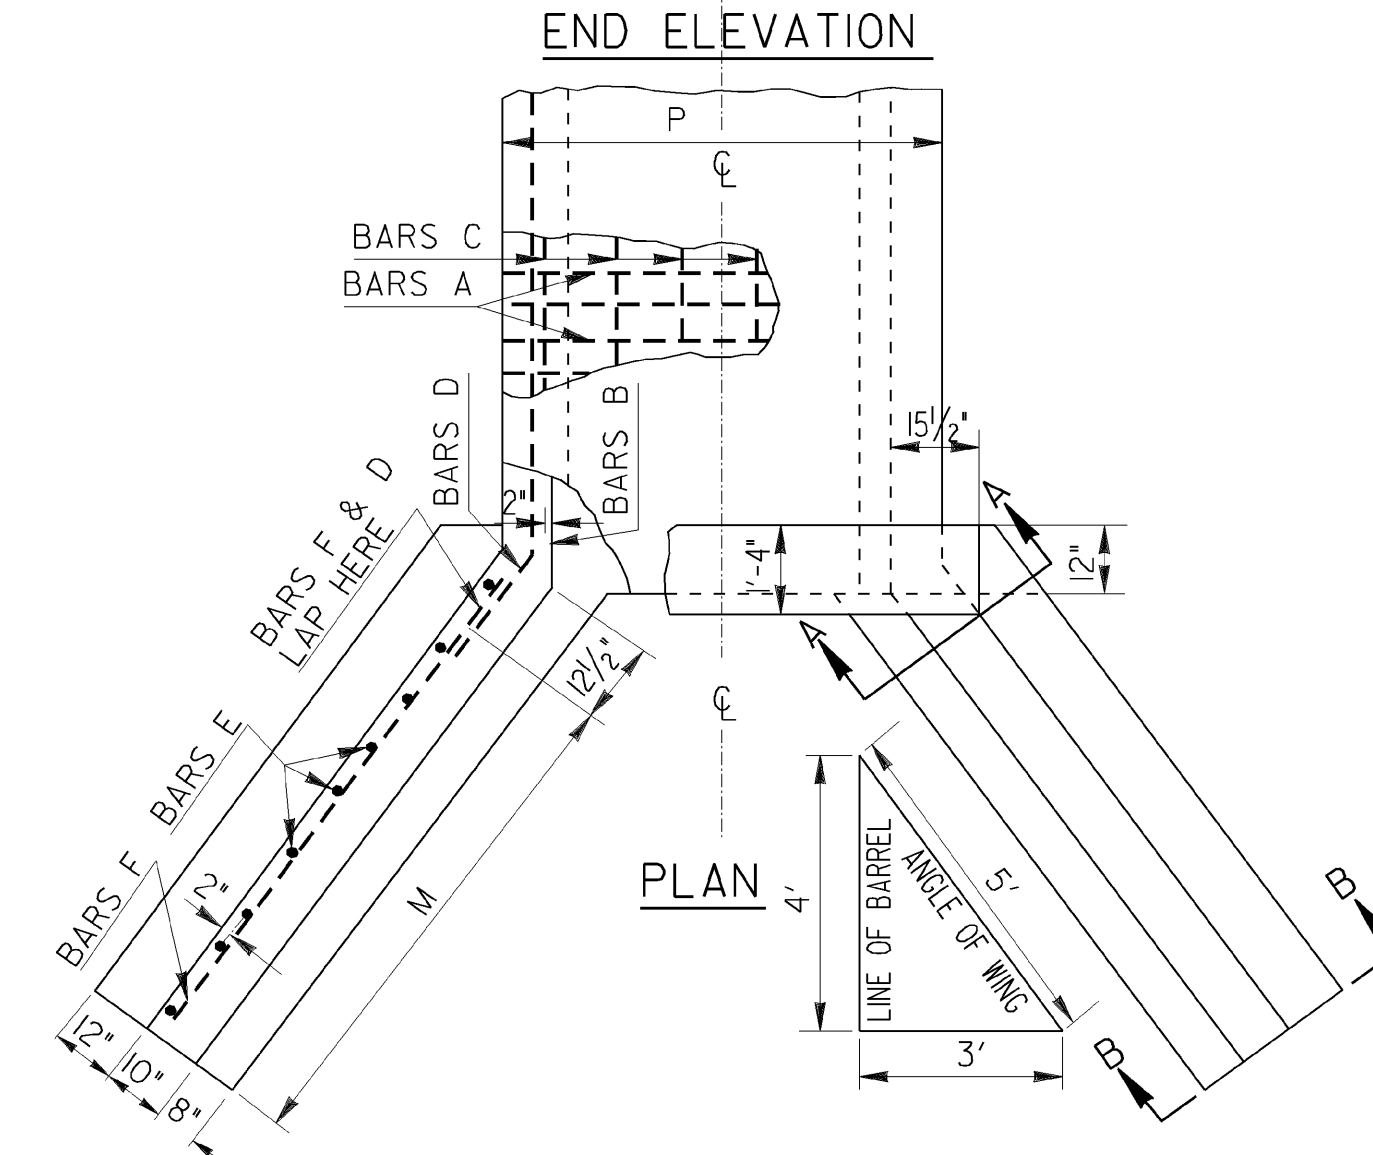 END ELEVATION
P
℄
BARS C
BARS A
BARS D
BARS B
15½"
2"
BARS F & D
LAP HERE
A
1'-4"
12"
A
12½"
℄
BARS E
M
PLAN
4'
LINE OF BARREL
ANGLE OF WING
5'
3'
BARS F
2"
B
B
12"
10"
8"